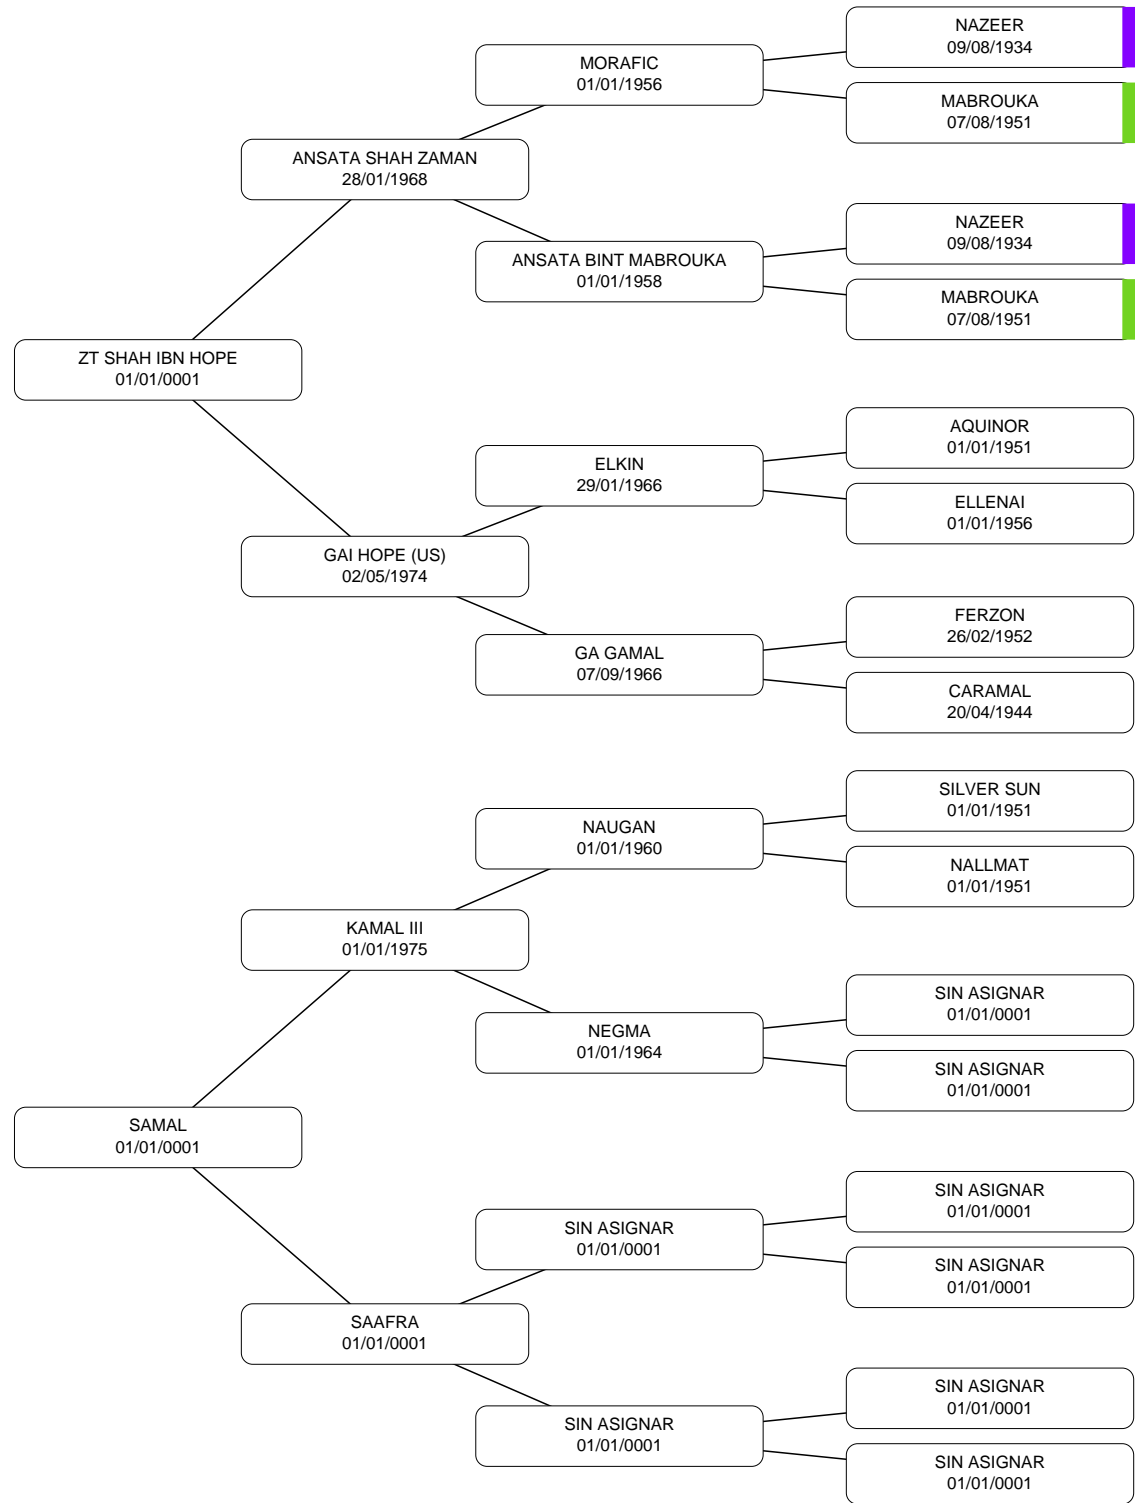 NAZEER
09/08/1934
MORAFIC
01/01/1956
MABROUKA
07/08/1951
ANSATA SHAH ZAMAN
28/01/1968
NAZEER
09/08/1934
ANSATA BINT MABROUKA
01/01/1958
MABROUKA
07/08/1951
ZT SHAH IBN HOPE
01/01/0001
AQUINOR
01/01/1951
ELKIN
29/01/1966
ELLENAI
01/01/1956
GAI HOPE (US)
02/05/1974
FERZON
26/02/1952
GA GAMAL
07/09/1966
CARAMAL
20/04/1944
SILVER SUN
01/01/1951
NAUGAN
01/01/1960
NALLMAT
01/01/1951
KAMAL III
01/01/1975
SIN ASIGNAR
01/01/0001
NEGMA
01/01/1964
SIN ASIGNAR
01/01/0001
SAMAL
01/01/0001
SIN ASIGNAR
01/01/0001
SIN ASIGNAR
01/01/0001
SIN ASIGNAR
01/01/0001
SAAFRA
01/01/0001
SIN ASIGNAR
01/01/0001
SIN ASIGNAR
01/01/0001
SIN ASIGNAR
01/01/0001